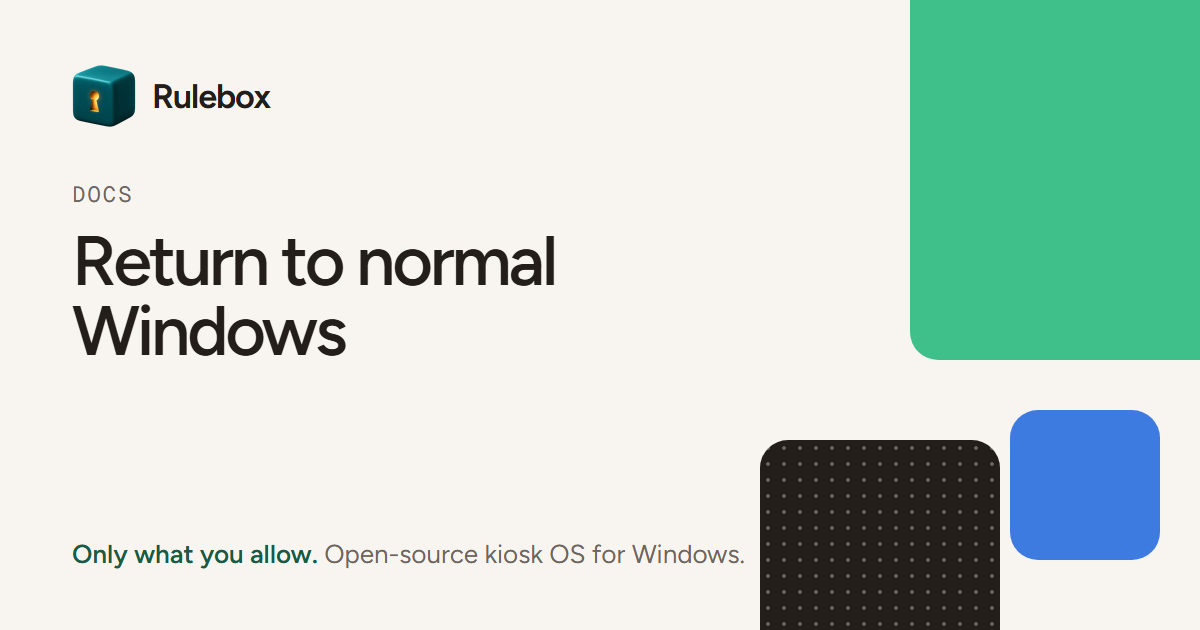 Rulebox
DOCS
Return to normal
Windows
Only what you allow. Open-source kiosk OS for Windows.